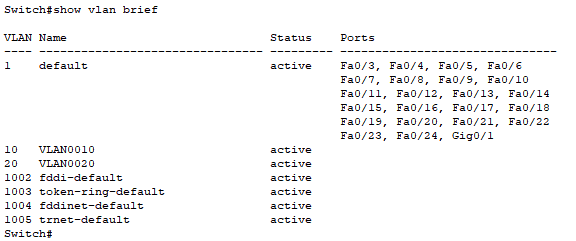 Switch#show vlan brief
VLAN Name                             Status    Ports
---- -------------------------------- --------- -------------------------------
1    default                          active    Fa0/3, Fa0/4, Fa0/5, Fa0/6
                                                Fa0/7, Fa0/8, Fa0/9, Fa0/10
                                                Fa0/11, Fa0/12, Fa0/13, Fa0/14
                                                Fa0/15, Fa0/16, Fa0/17, Fa0/18
                                                Fa0/19, Fa0/20, Fa0/21, Fa0/22
                                                Fa0/23, Fa0/24, Gig0/1
10   VLAN0010                         active
20   VLAN0020                         active
1002 fddi-default                     active
1003 token-ring-default               active
1004 fddinet-default                  active
1005 trnet-default                    active
Switch#